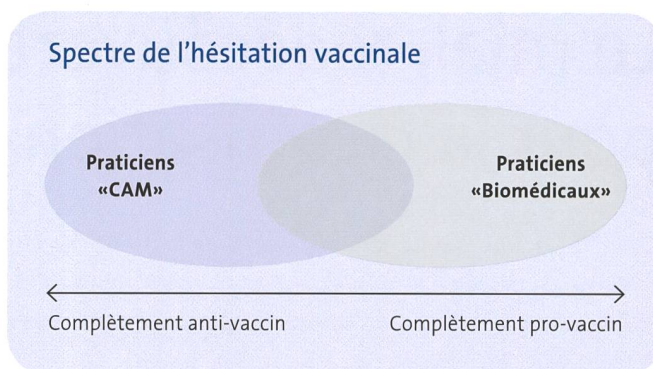 Spectre de l’hésitation vaccinale
Praticiens
«CAM»
Praticiens
«Biomédicaux»
Complètement anti-vaccin
Complètement pro-vaccin